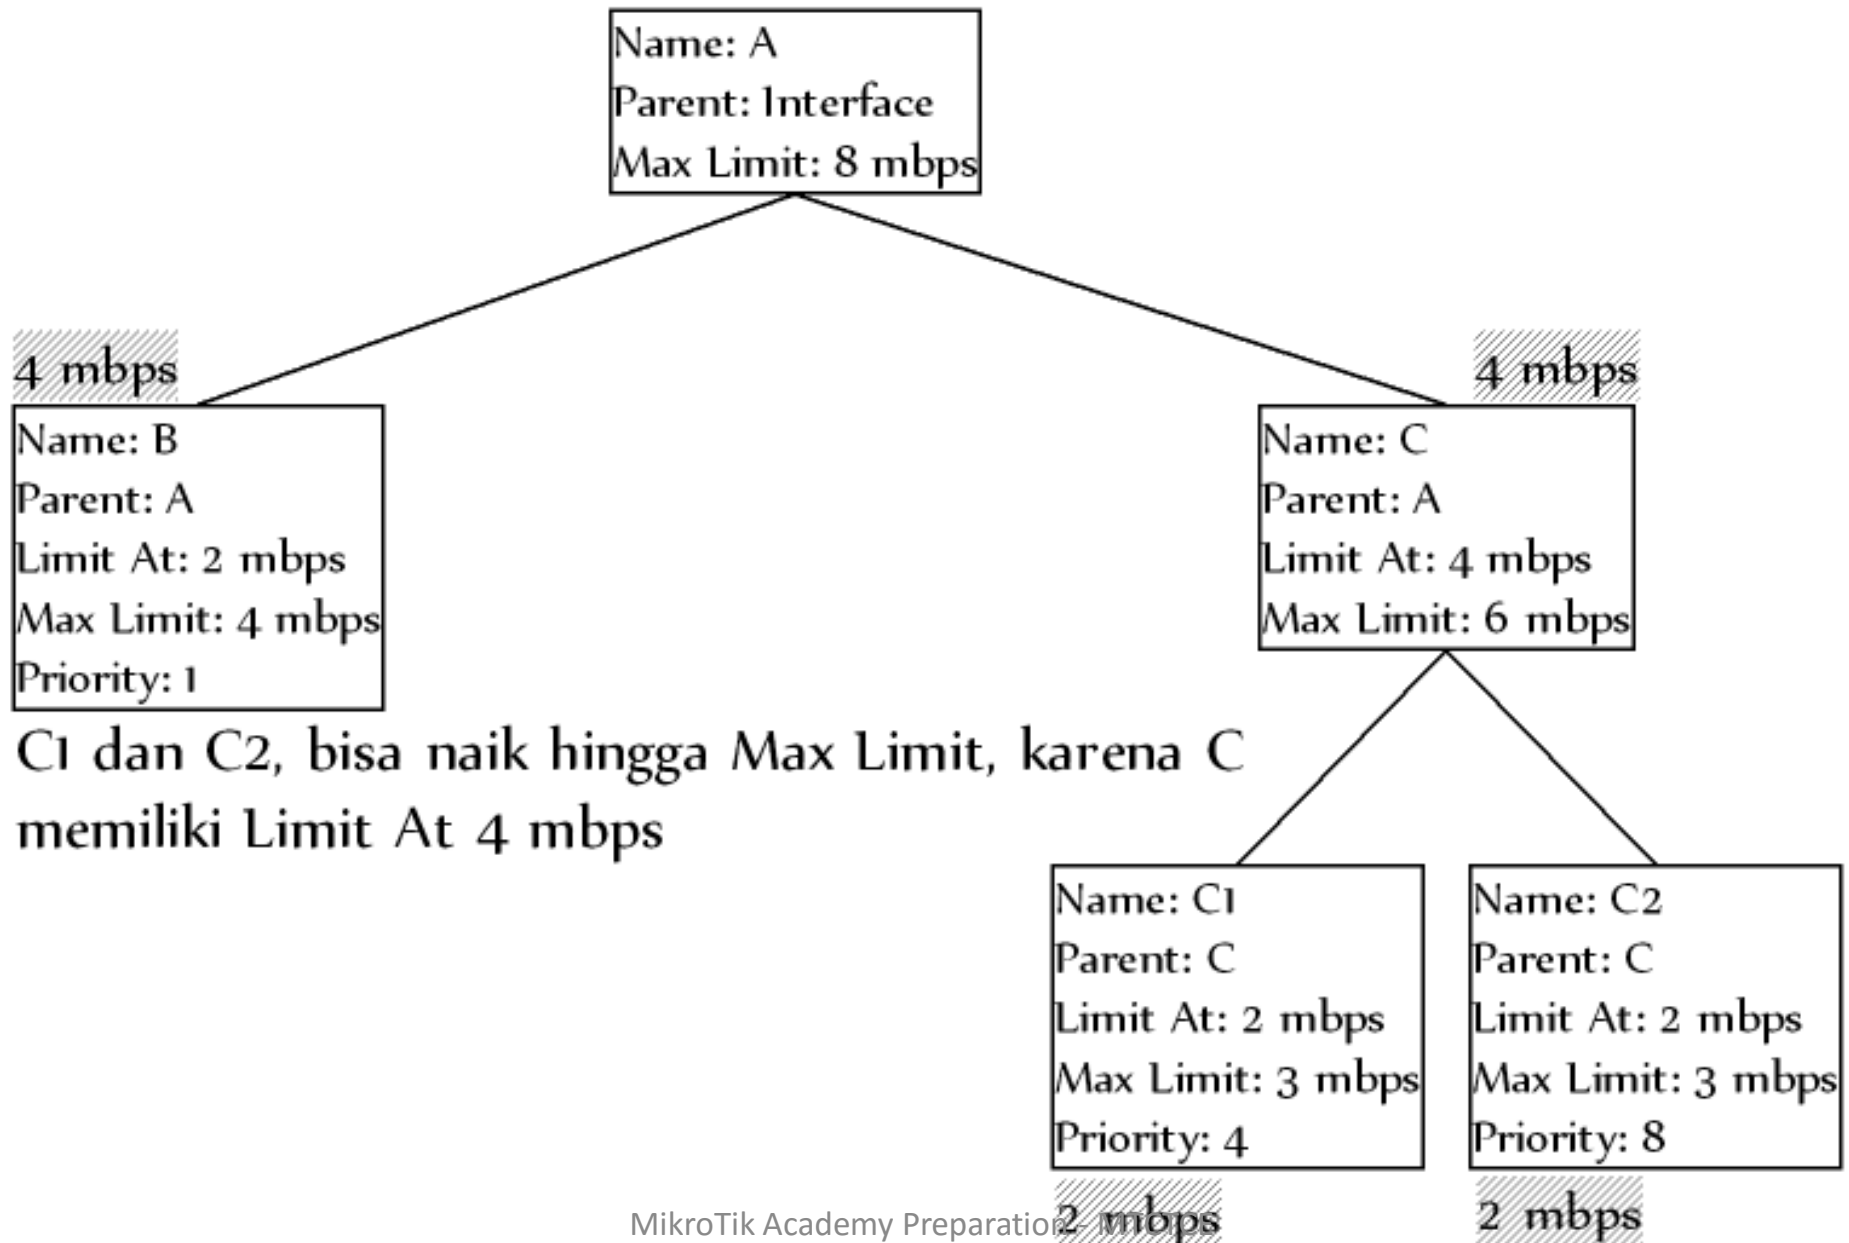 Name: A
Parent: Interface
Max Limit: 8 mbps
4 mbps
4 mbps
Name: B
Parent: A
Limit At: 2 mbps
Max Limit: 4 mbps
Priority: 1
Name: C
Parent: A
Limit At: 4 mbps
Max Limit: 6 mbps
C1 dan C2, bisa naik hingga Max Limit, karena C
memiliki Limit At 4 mbps
Name: C1
Parent: C
Limit At: 2 mbps
Max Limit: 3 mbps
Priority: 4
Name: C2
Parent: C
Limit At: 2 mbps
Max Limit: 3 mbps
Priority: 8
2 mbps
2 mbps
MikroTik Academy Preparation -